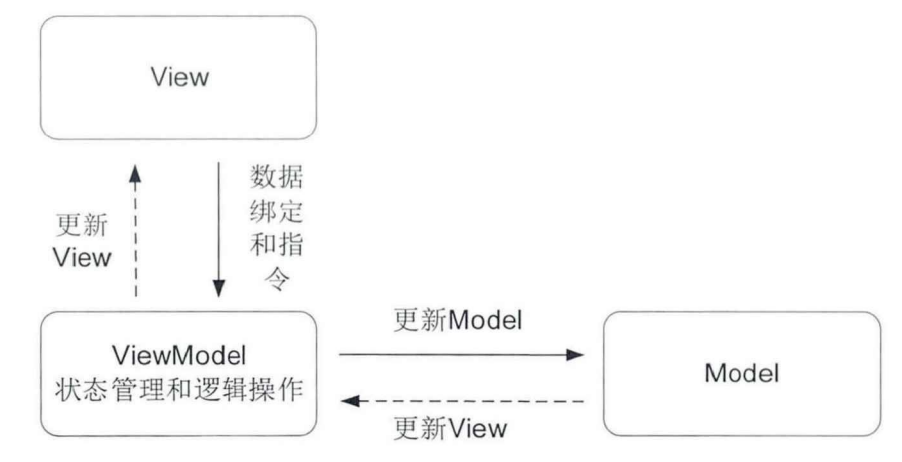 View
更新
View
数据
绑定
和指
令
ViewModel
状态管理和逻辑操作
更新Model
Model
更新View